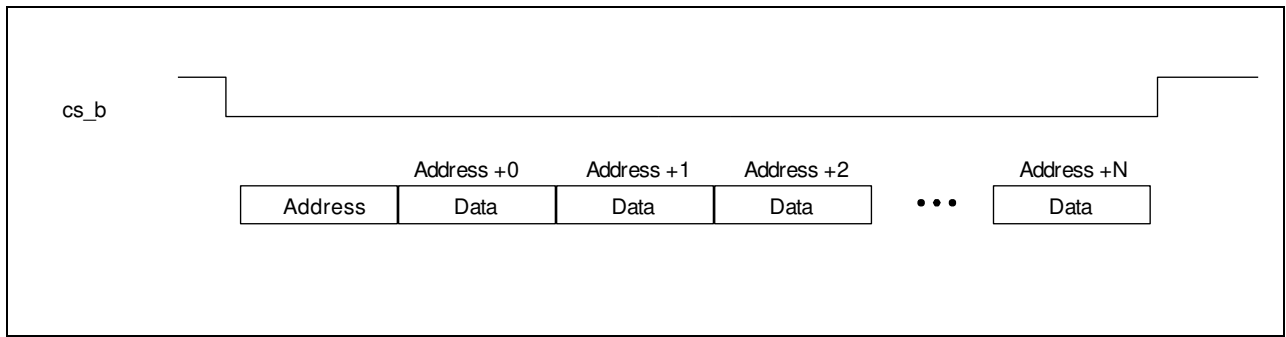 cs_b
Address +0 Address +1 Address +2 Address +N
Address Data Data Data ••• Data